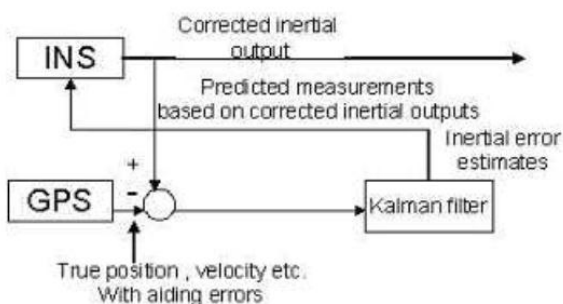 Corrected inertial
output
INS
Predicted measurements
based on corrected inertial outputs
Inertial error
estimates
+
-
GPS
Kalman filter
True position , velocity etc.
With aiding errors